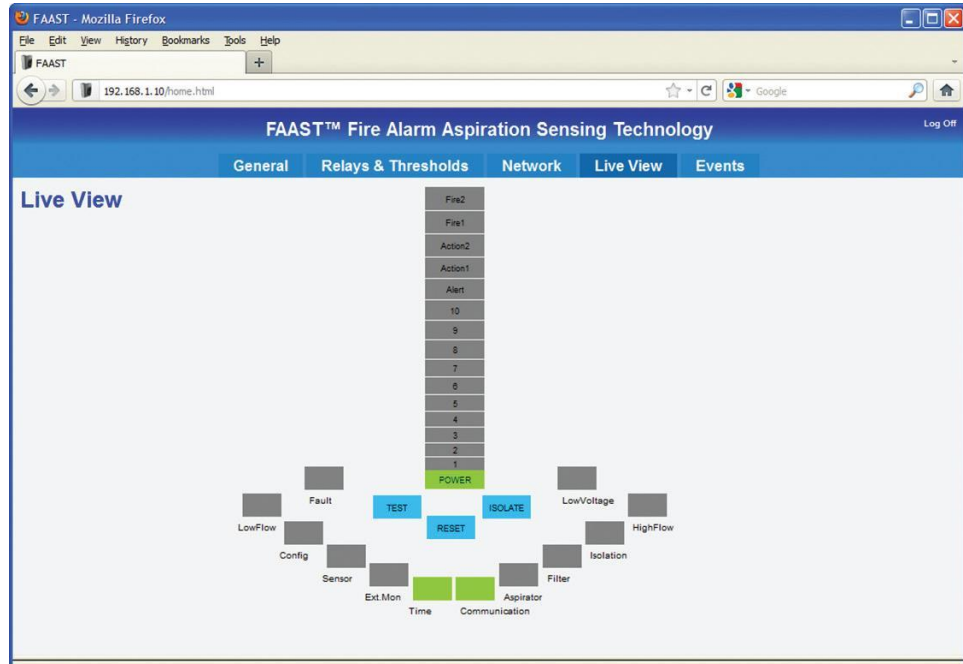 FAAST - Mozilla Firefox
File Edit View History Bookmarks Tools Help
FAAST
192.168.1.10/home.html
Google
FAAST™ Fire Alarm Aspiration Sensing Technology
Log Off
General Relays & Thresholds Network Live View Events
Live View
Fire2
Fire1
Action2
Action1
Alert
10
9
8
7
6
5
4
3
2
1
POWER
Fault
LowVoltage
TEST
ISOLATE
LowFlow
RESET
HighFlow
Config
Isolation
Sensor
Filter
Ext.Mon
Aspirator
Time
Communication